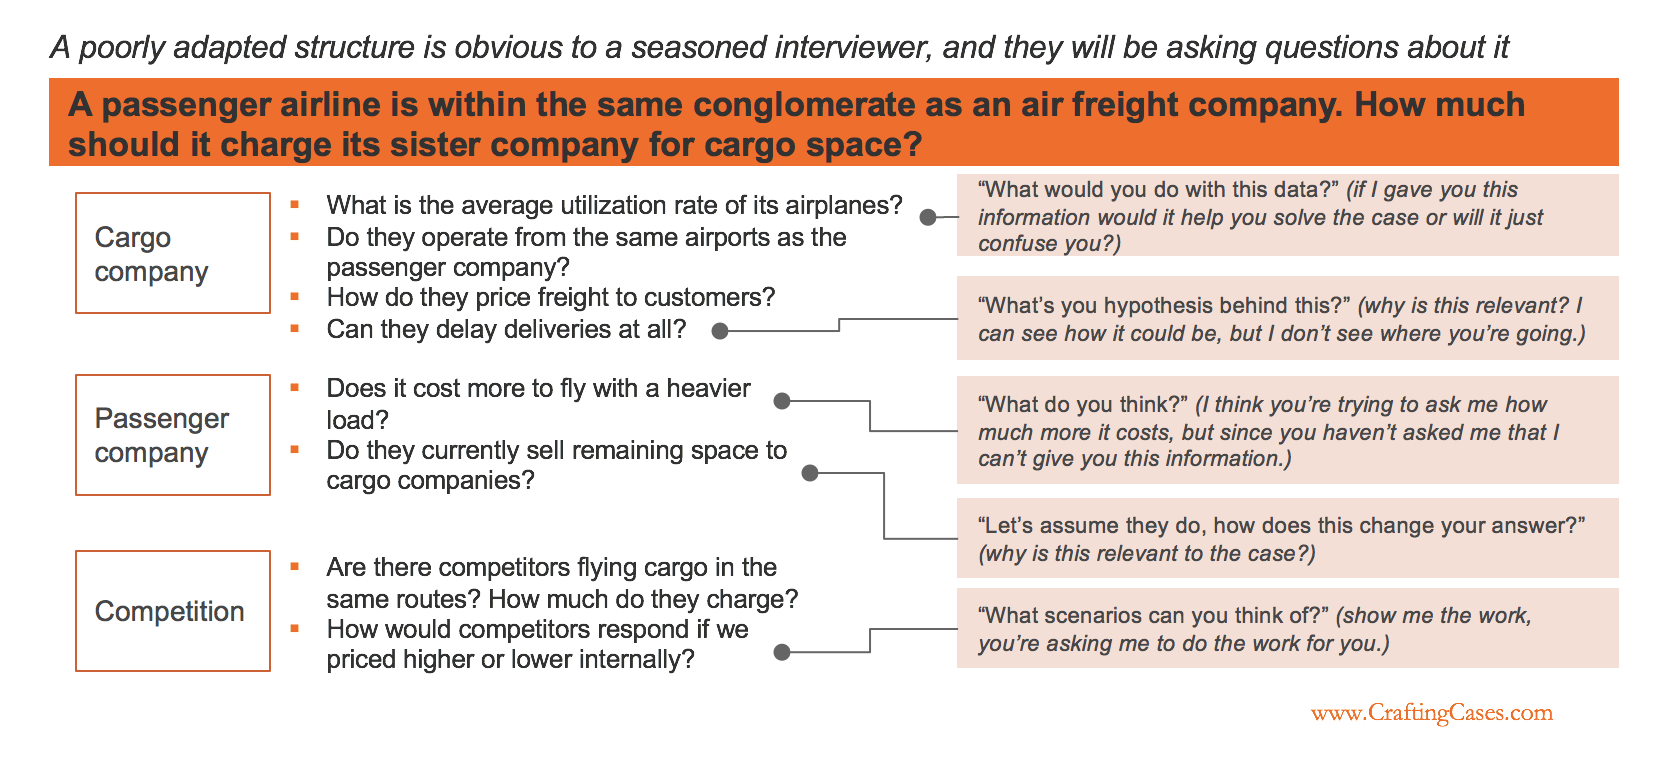 A poorly adapted structure is obvious to a seasoned interviewer, and they will be asking questions about it
A passenger airline is within the same conglomerate as an air freight company. How much
should it charge its sister company for cargo space?
Cargo
company
▪ What is the average utilization rate of its airplanes?
▪ Do they operate from the same airports as the
passenger company?
▪ How do they price freight to customers?
▪ Can they delay deliveries at all?
“What would you do with this data?” (if I gave you this
information would it help you solve the case or will it just
confuse you?)
“What’s you hypothesis behind this?” (why is this relevant? I
can see how it could be, but I don’t see where you’re going.)
Passenger
company
▪ Does it cost more to fly with a heavier
load?
▪ Do they currently sell remaining space to
cargo companies?
“What do you think?” (I think you’re trying to ask me how
much more it costs, but since you haven’t asked me that I
can’t give you this information.)
“Let’s assume they do, how does this change your answer?”
(why is this relevant to the case?)
Competition
▪ Are there competitors flying cargo in the
same routes? How much do they charge?
▪ How would competitors respond if we
priced higher or lower internally?
“What scenarios can you think of?” (show me the work,
you’re asking me to do the work for you.)
www.CraftingCases.com